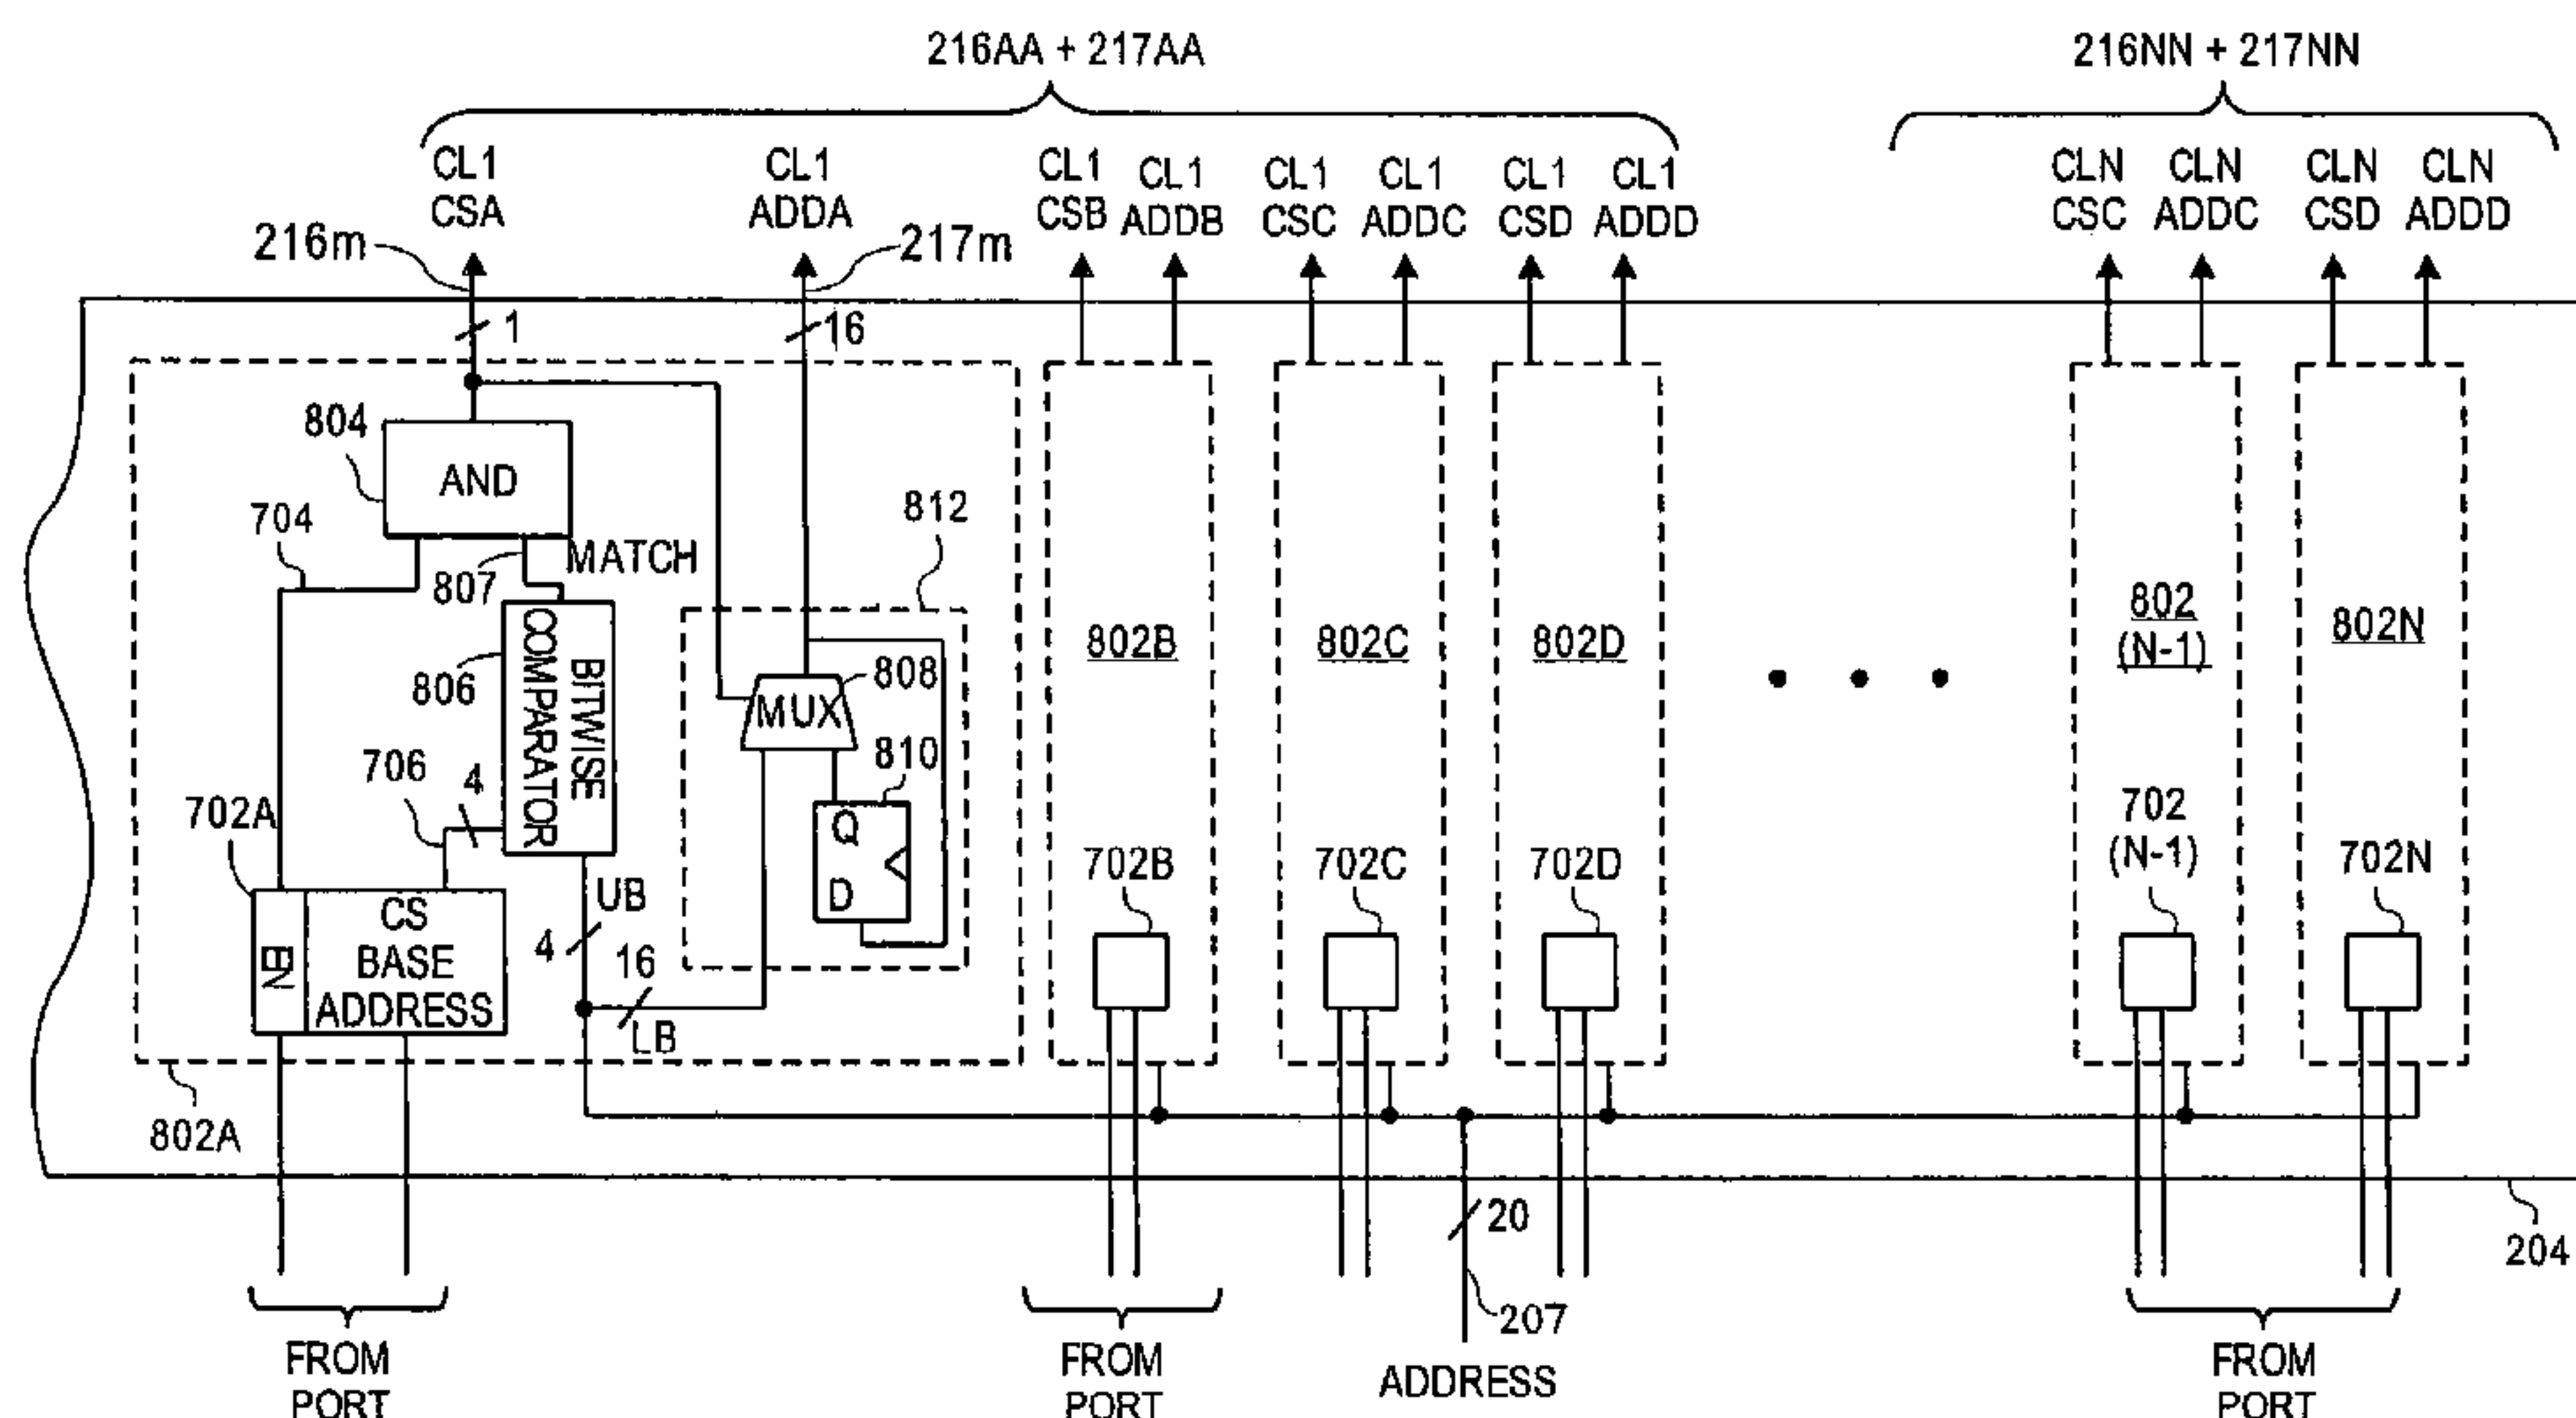 216AA + 217AA
216NN + 217NN
CL1
CSA
CL1
ADDA
CL1
CSB
CL1
ADDB
CL1
CSC
CL1
ADDC
CL1
CSD
CL1
ADDD
CLN
CSC
CLN
ADDC
CLN
CSD
CLN
ADDD
216m
217m
1
16
804
AND
704
807
MATCH
812
806
BITWISE
COMPARATOR
808
MUX
810
Q
D
706
4
702A
EN
CS
BASE
ADDRESS
UB
4
16
LB
802A
802B
702B
802C
702C
802D
702D
802
(N-1)
702
(N-1)
802N
702N
20
207
204
FROM
PORT
FROM
PORT
ADDRESS
FROM
PORT